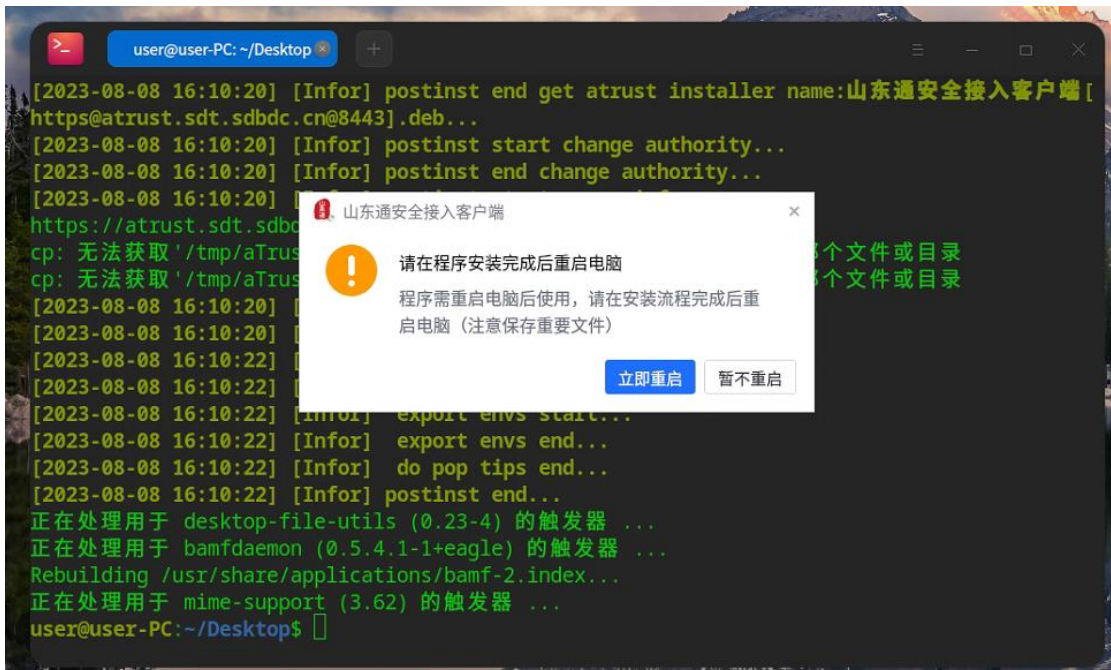 user@user-PC: ~/Desktop
[2023-08-08 16:10:20] [Infor] postinst end get atrust installer name:山东通安全接入客户端[
https@atrust.sdt.sdbdc.cn@8443].deb...
[2023-08-08 16:10:20] [Infor] postinst start change authority...
[2023-08-08 16:10:20] [Infor] postinst end change authority...
[2023-08-08 16:10:20] [
山东通安全接入客户端
https://atrust.sdt.sdbd
请在程序安装完成后重启电脑
cp: 无法获取'/tmp/aTrus
个文件或目录
cp: 无法获取'/tmp/aTrus
个文件或目录
程序需重启电脑后使用，请在安装流程完成后重
启电脑（注意保存重要文件）
[2023-08-08 16:10:20] [
[2023-08-08 16:10:20] [
[2023-08-08 16:10:22] [
立即重启 暂不重启
[2023-08-08 16:10:22] [
[2023-08-08 16:10:22] [Infor]  export envs start...
[2023-08-08 16:10:22] [Infor]  export envs end...
[2023-08-08 16:10:22] [Infor]  do pop tips end...
[2023-08-08 16:10:22] [Infor] postinst end...
正在处理用于 desktop-file-utils (0.23-4) 的触发器 ...
正在处理用于 bamfdaemon (0.5.4.1-1+eagle) 的触发器 ...
Rebuilding /usr/share/applications/bamf-2.index...
正在处理用于 mime-support (3.62) 的触发器 ...
user@user-PC:~/Desktop$